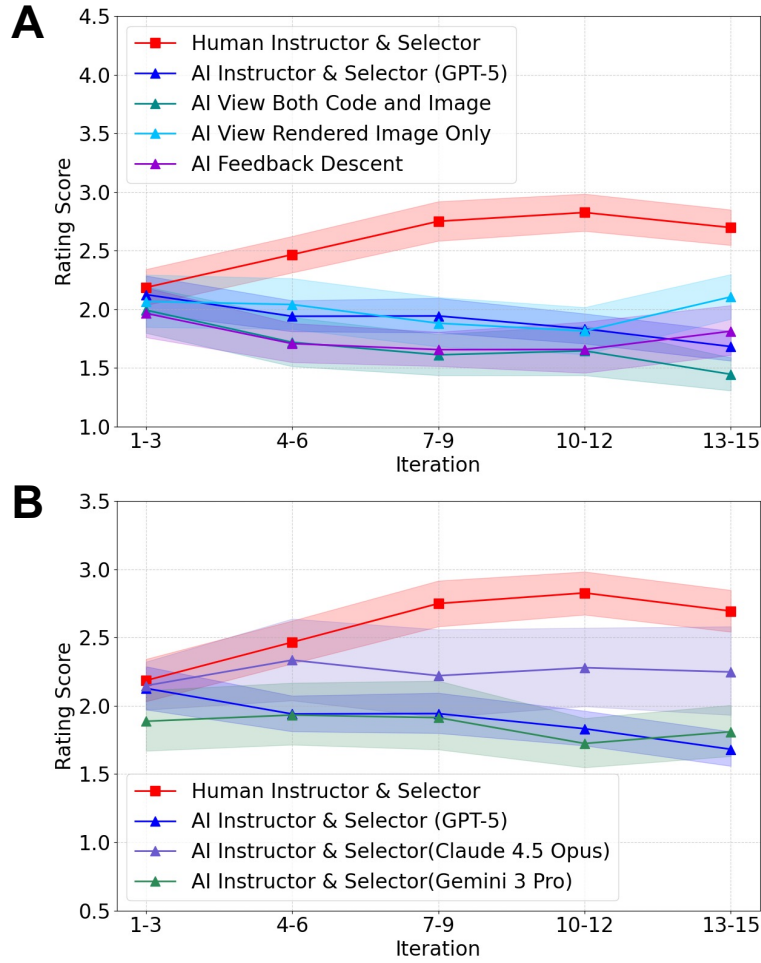 A
4.5
4.0
3.5
3.0
2.5
2.0
1.5
1.0
Rating Score
Human Instructor & Selector
AI Instructor & Selector (GPT-5)
AI View Both Code and Image
AI View Rendered Image Only
AI Feedback Descent
1-3 4-6 7-9 10-12 13-15
Iteration
B
3.5
3.0
2.5
2.0
1.5
1.0
0.5
Rating Score
Human Instructor & Selector
AI Instructor & Selector (GPT-5)
AI Instructor & Selector(Claude 4.5 Opus)
AI Instructor & Selector(Gemini 3 Pro)
1-3 4-6 7-9 10-12 13-15
Iteration